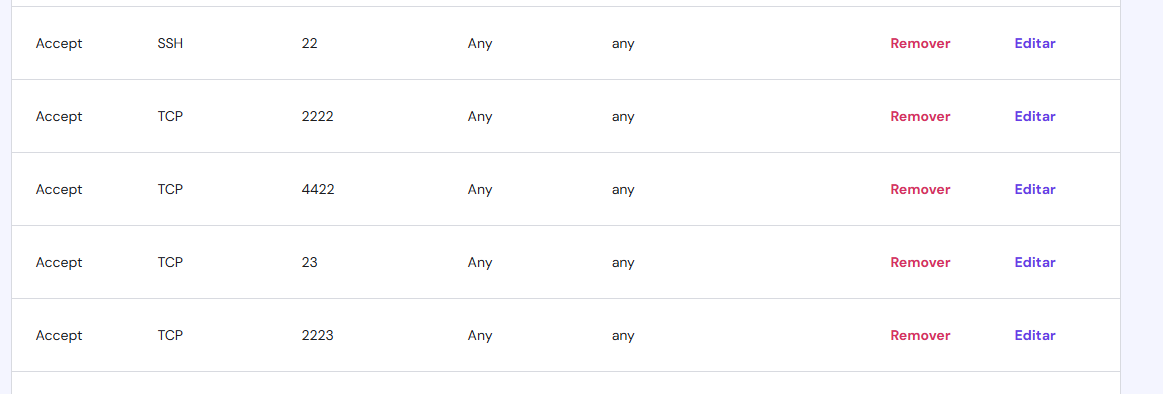 Accept SSH 22 Any any Remover Editar
Accept TCP 2222 Any any Remover Editar
Accept TCP 4422 Any any Remover Editar
Accept TCP 23 Any any Remover Editar
Accept TCP 2223 Any any Remover Editar